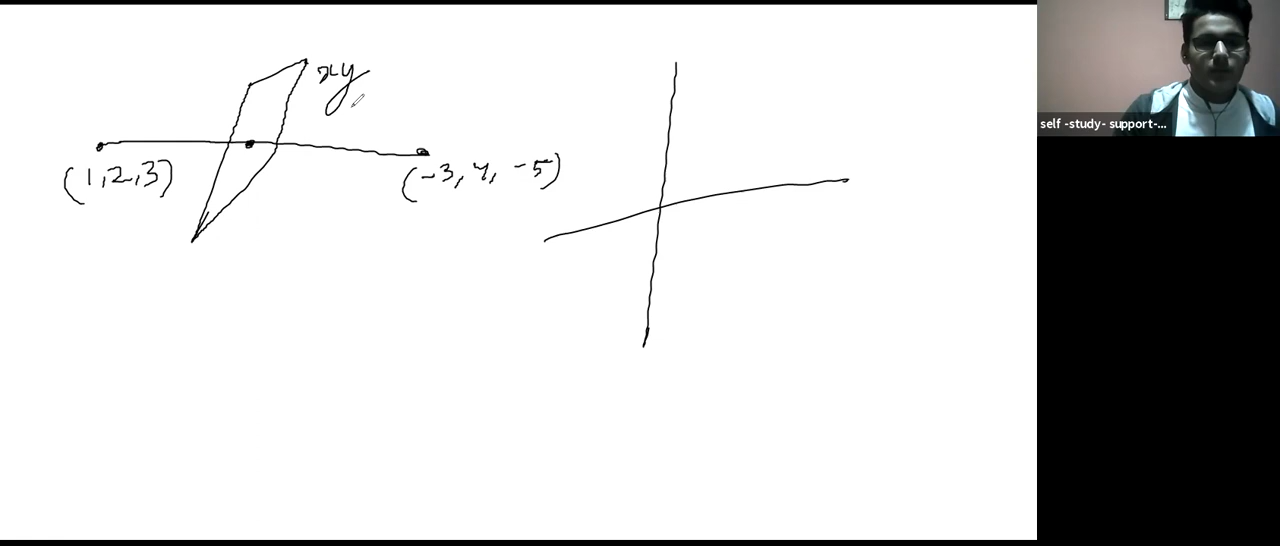 xy
(1,2,3)
(-3, 4, -5)
self -study- support-...